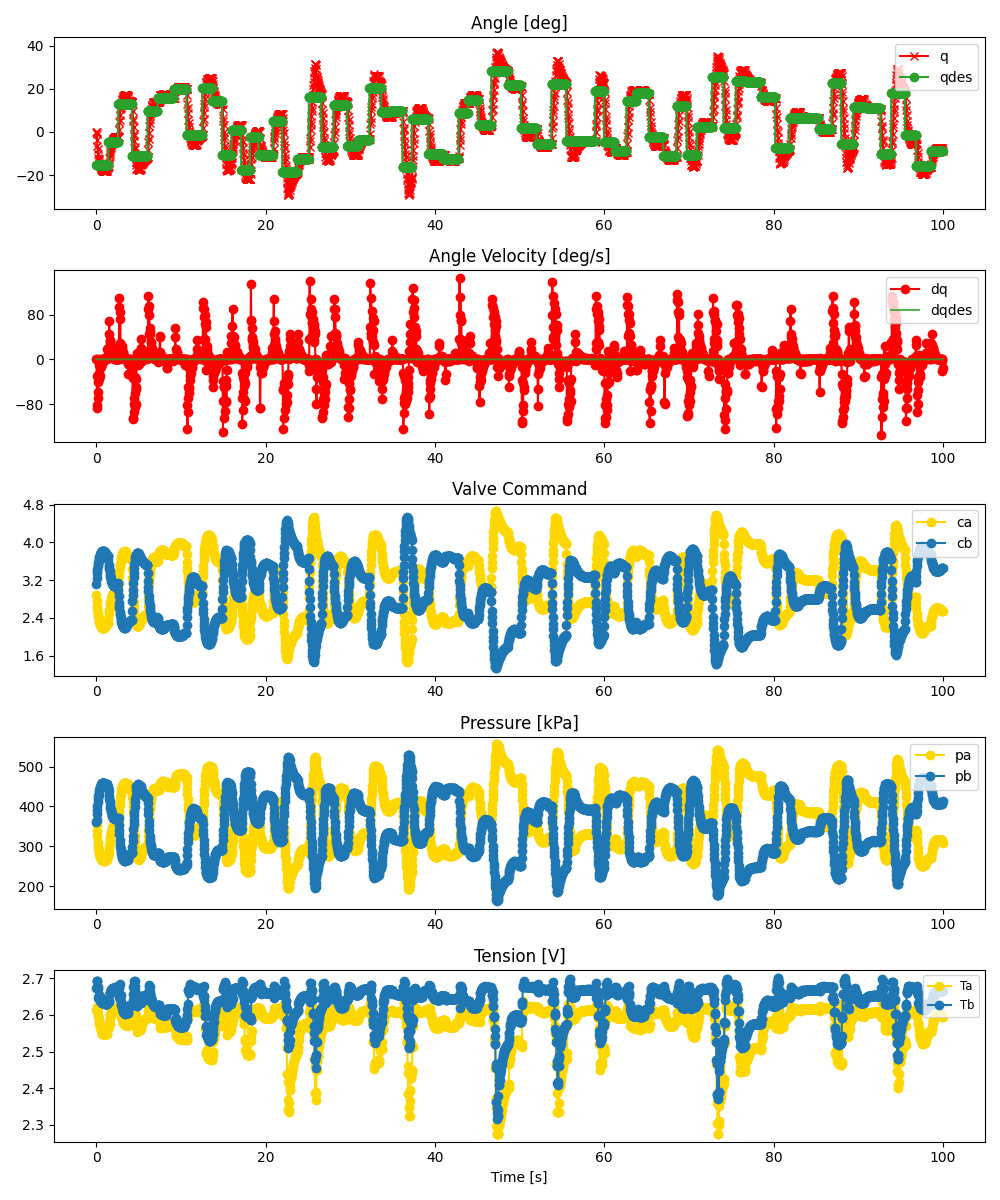 Angle [deg]
40
20
0
−20
q
qdes
0 20 40 60 80 100
Angle Velocity [deg/s]
80
0
−80
dq
dqdes
0 20 40 60 80 100
Valve Command
4.8
4.0
3.2
2.4
1.6
ca
cb
0 20 40 60 80 100
Pressure [kPa]
500
400
300
200
pa
pb
0 20 40 60 80 100
Tension [V]
2.7
2.6
2.5
2.4
2.3
Ta
Tb
0 20 40 60 80 100
Time [s]